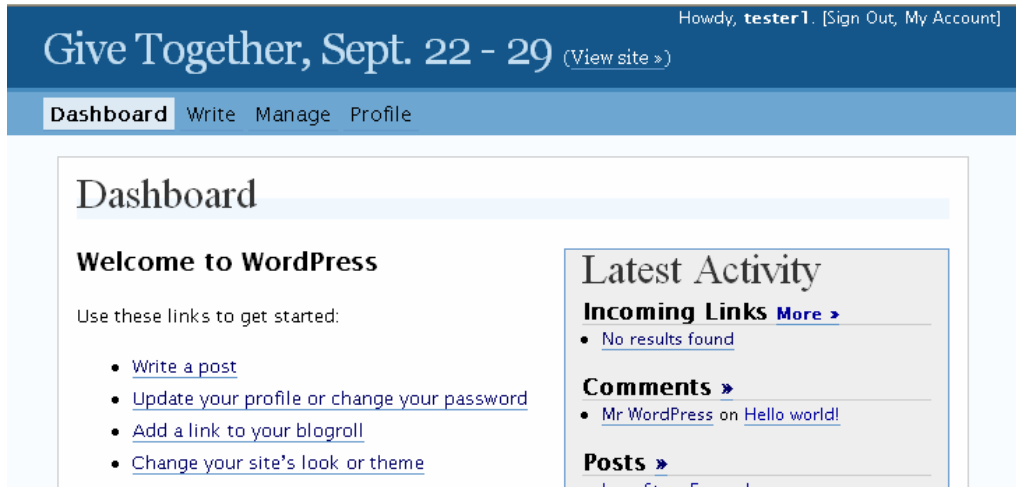 Howdy, tester1. [Sign Out, My Account]
Give Together, Sept. 22 - 29 (View site »)
Dashboard Write Manage Profile
Dashboard
Welcome to WordPress
Use these links to get started:
• Write a post
• Update your profile or change your password
• Add a link to your blogroll
• Change your site's look or theme
Latest Activity
Incoming Links More »
• No results found
Comments »
• Mr WordPress on Hello world!
Posts »